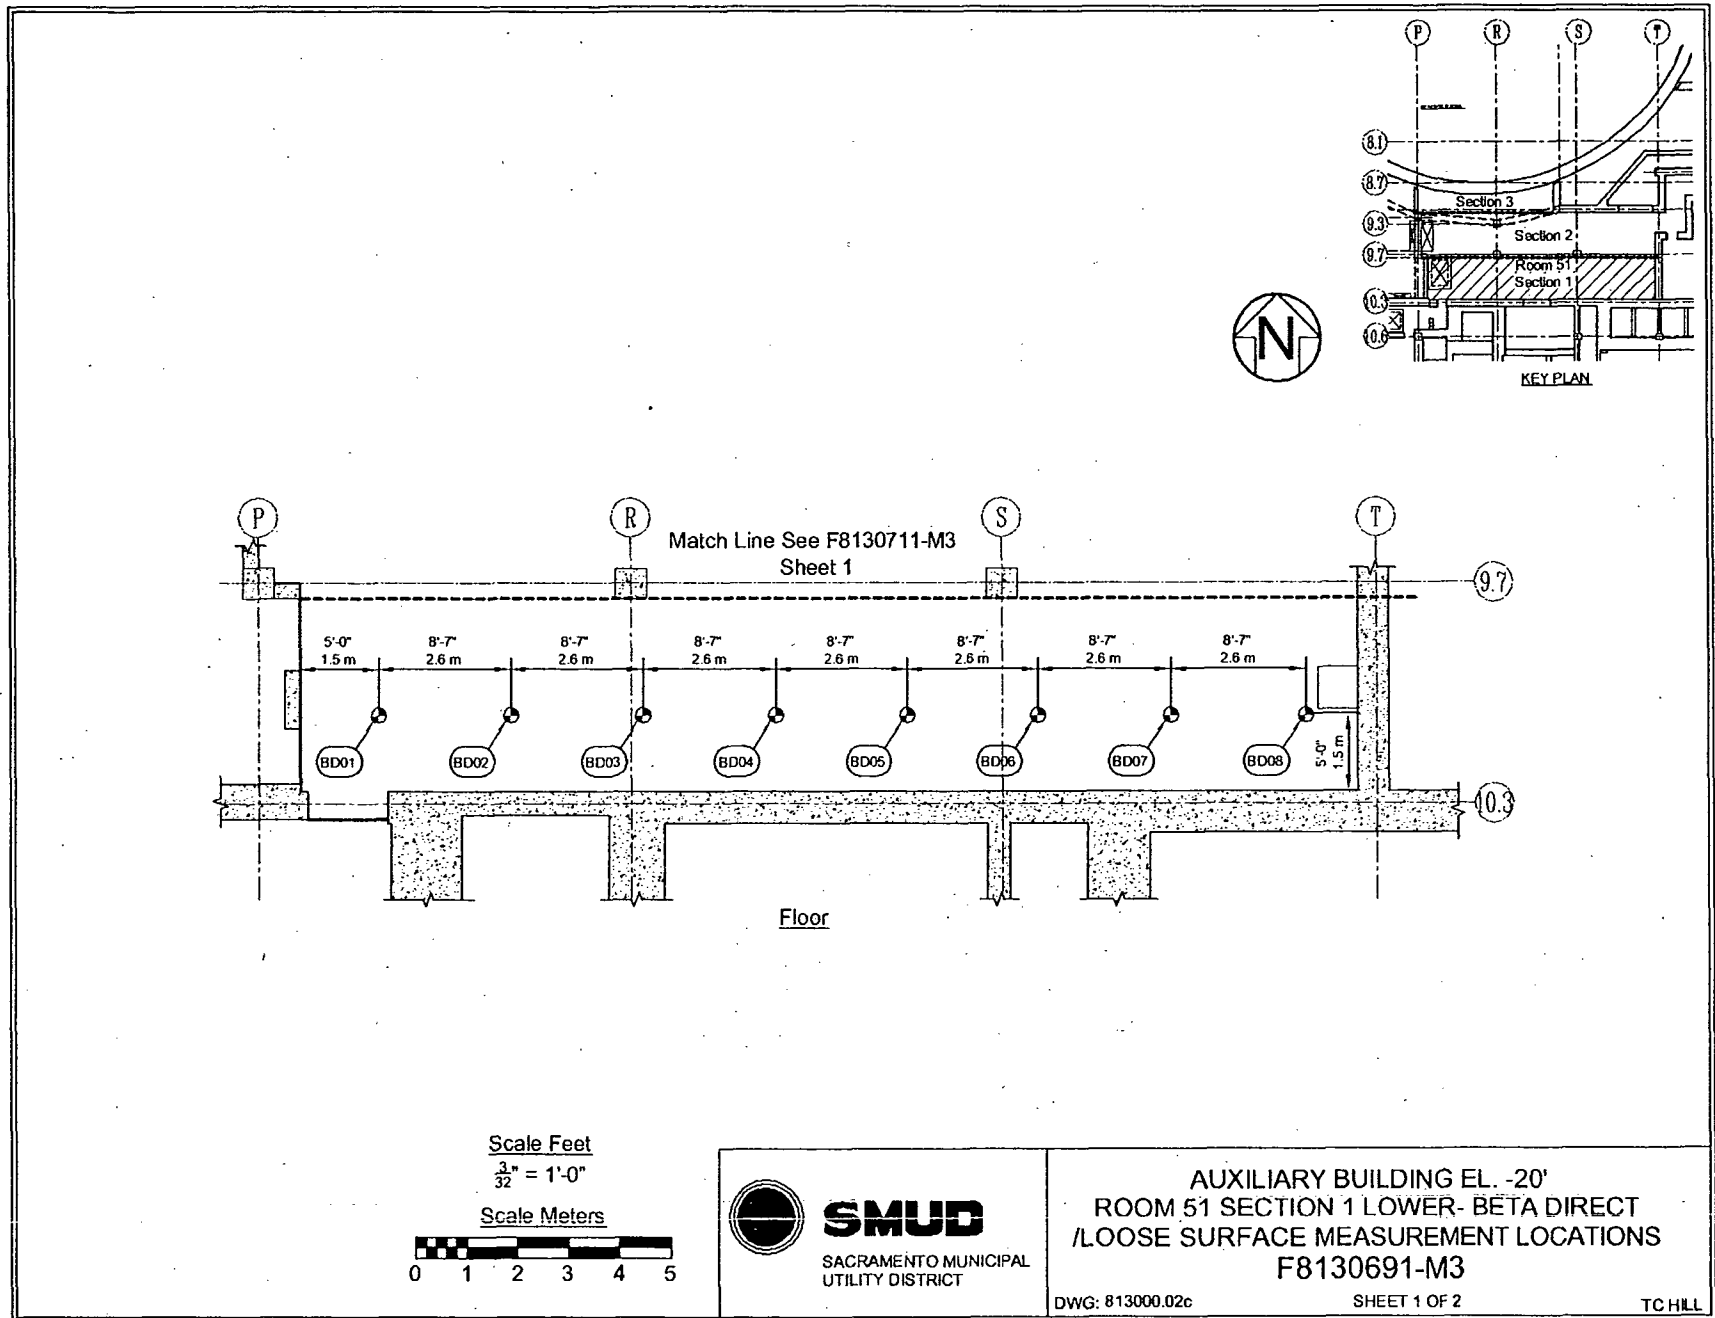 P R S T
8.1
8.7
Section 3
9.3
Section 2
9.7
Room 51
Section 1
10.3
10.6
N
KEY PLAN
P R S T
Match Line See F8130711-M3
Sheet 1
9.7
5'-0" 8'-7" 8'-7" 8'-7" 8'-7" 8'-7" 8'-7" 8'-7"
1.5 m 2.6 m 2.6 m 2.6 m 2.6 m 2.6 m 2.6 m 2.6 m
BD01 BD02 BD03 BD04 BD05 BD06 BD07 BD08
5'-0"
1.5 m
10.3
Floor
Scale Feet
3/32" = 1'-0"
Scale Meters
0 1 2 3 4 5
SMUD
SACRAMENTO MUNICIPAL
UTILITY DISTRICT
AUXILIARY BUILDING EL. -20'
ROOM 51 SECTION 1 LOWER- BETA DIRECT
/LOOSE SURFACE MEASUREMENT LOCATIONS
F8130691-M3
DWG: 813000.02c SHEET 1 OF 2 TC HILL